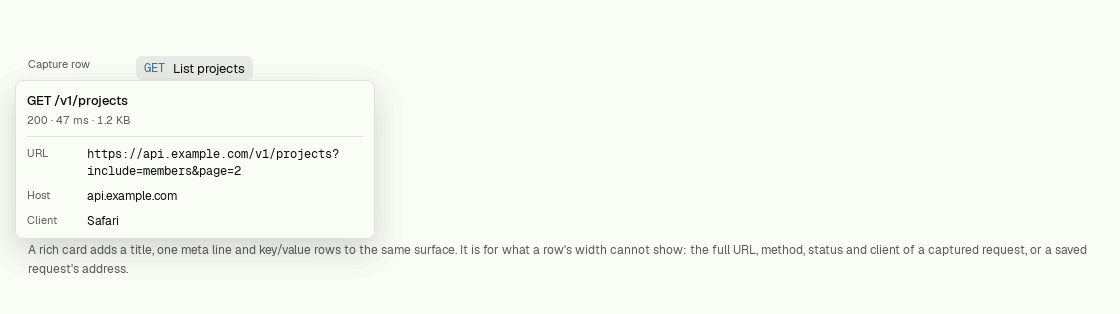 Capture row
GET List projects
GET /v1/projects
200 · 47 ms · 1.2 KB
URL https://api.example.com/v1/projects?
include=members&page=2
Host api.example.com
Client Safari
A rich card adds a title, one meta line and key/value rows to the same surface. It is for what a row's width cannot show: the full URL, method, status and client of a captured request, or a saved
request's address.